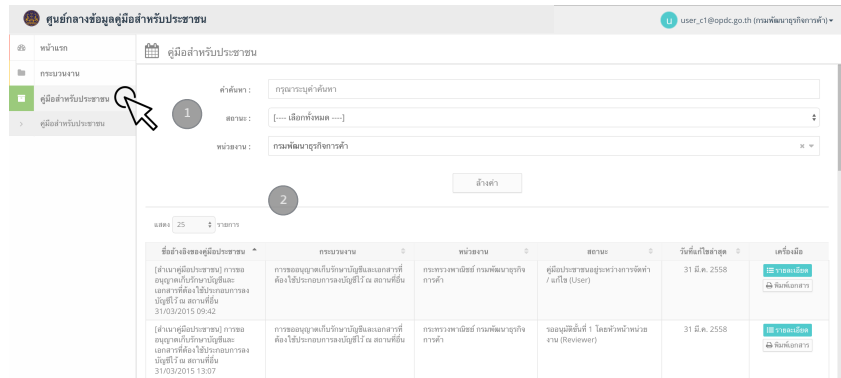 ศูนย์กลางข้อมูลคู่มือสำหรับประชาชน
u user_c1@opdc.go.th (กรมพัฒนาธุรกิจการค้า)
หน้าแรก
คู่มือสำหรับประชาชน
กระบวนงาน
คู่มือสำหรับประชาชน
คู่มือสำหรับประชาชน
1
คำค้นหา :
กรุณาระบุคำค้นหา
สถานะ :
[---- เลือกทั้งหมด ----]
หน่วยงาน :
กรมพัฒนาธุรกิจการค้า
ล้างค่า
2
แสดง 25 รายการ
ชื่ออ้างอิงของคู่มือประชาชน กระบวนงาน หน่วยงาน สถานะ วันที่แก้ไขล่าสุด เครื่องมือ
[สำเนาคู่มือประชาชน] การขอ การขออนุญาตเก็บรักษาบัญชีและเอกสารที่ กระทรวงพาณิชย์ กรมพัฒนาธุรกิจ คู่มือประชาชนอยู่ระหว่างการจัดทำ 31 มี.ค. 2558 รายละเอียด
อนุญาตเก็บรักษาบัญชีและ ต้องใช้ประกอบการลงบัญชีไว้ ณ สถานที่อื่น การค้า / แก้ไข (User) พิมพ์เอกสาร
เอกสารที่ต้องใช้ประกอบการลง
บัญชีไว้ ณ สถานที่อื่น
31/03/2015 09:42
[สำเนาคู่มือประชาชน] การขอ การขออนุญาตเก็บรักษาบัญชีและเอกสารที่ กระทรวงพาณิชย์ กรมพัฒนาธุรกิจ รออนุมัติขั้นที่ 1 โดยหัวหน้าหน่วย 31 มี.ค. 2558 รายละเอียด
อนุญาตเก็บรักษาบัญชีและ ต้องใช้ประกอบการลงบัญชีไว้ ณ สถานที่อื่น การค้า งาน (Reviewer) พิมพ์เอกสาร
เอกสารที่ต้องใช้ประกอบการลง
บัญชีไว้ ณ สถานที่อื่น
31/03/2015 13:07